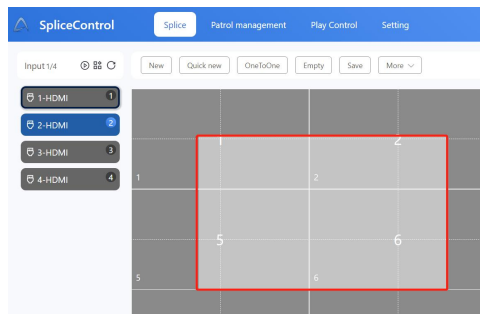 SpliceControl Splice Patrol management Play Control Setting
Input 1/4 New Quick new OneToOne Empty Save More
1-HDMI 1
2-HDMI 2
3-HDMI 3
4-HDMI 4
1 2
1 2
5 6
5 6